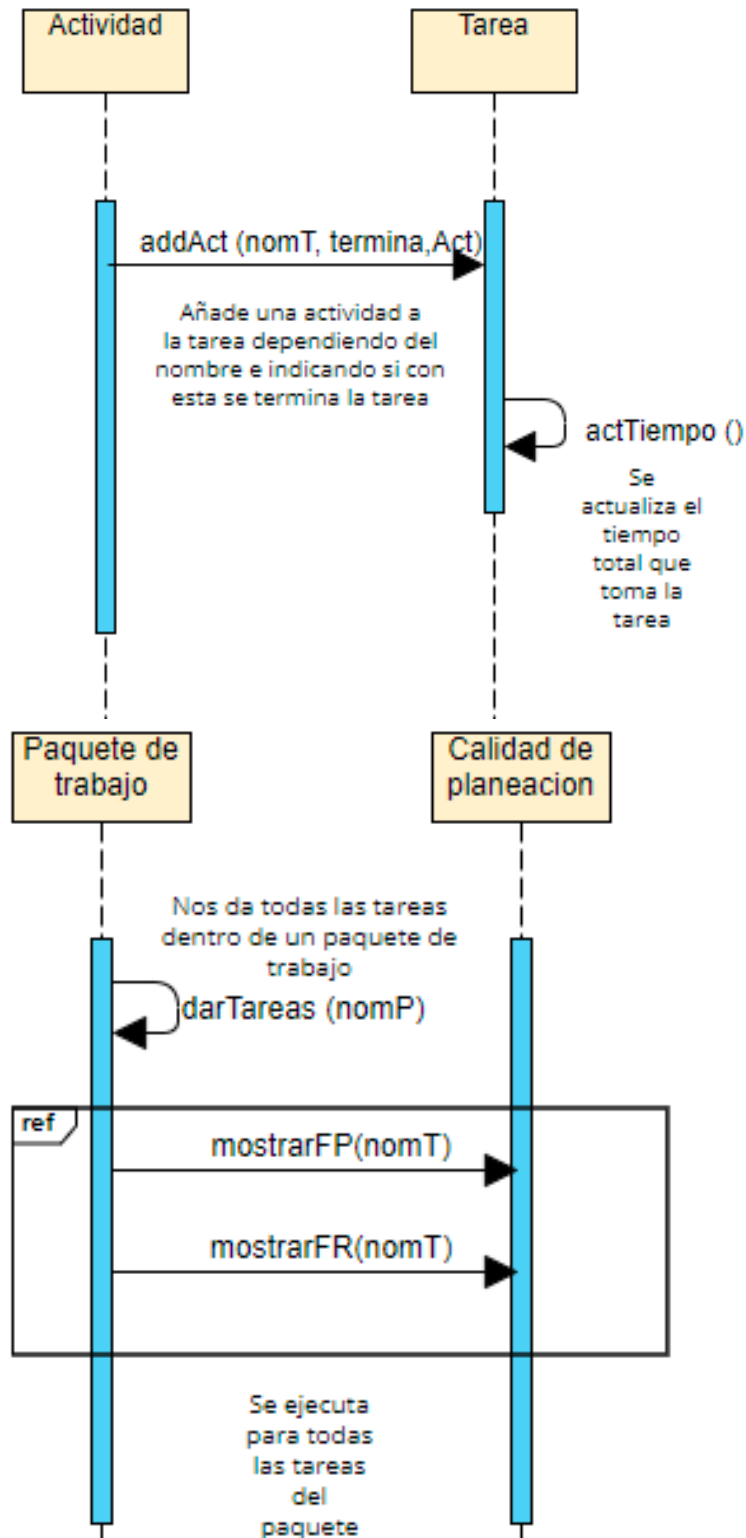 Actividad
Tarea
addAct (nomT, termina,Act)
Añade una actividad a
la tarea dependiendo del
nombre e indicando si con
esta se termina la tarea
actTiempo ()
Se
actualiza el
tiempo
total que
toma la
tarea
Paquete de
trabajo
Calidad de
planeacion
Nos da todas las tareas
dentro de un paquete de
trabajo
darTareas (nomP)
ref
mostrarFP(nomT)
mostrarFR(nomT)
Se ejecuta
para todas
las tareas
del
paquete